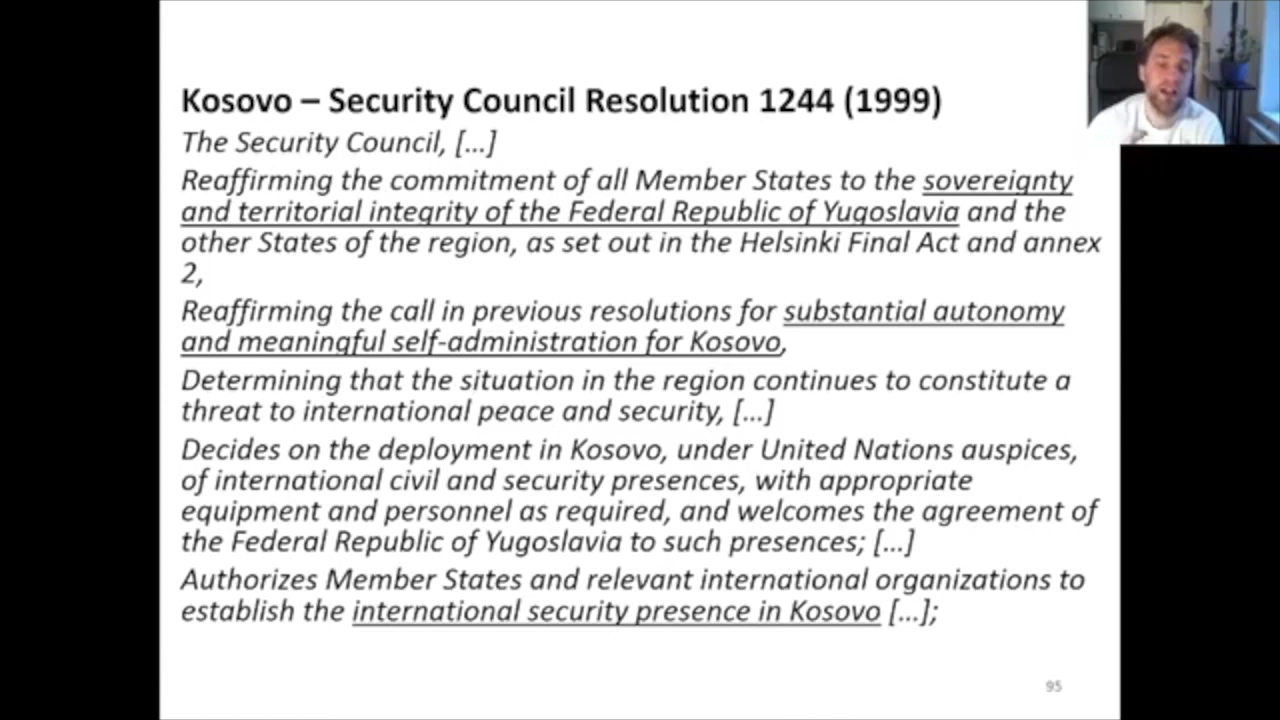 Kosovo – Security Council Resolution 1244 (1999)
The Security Council, [...]
Reaffirming the commitment of all Member States to the sovereignty
and territorial integrity of the Federal Republic of Yugoslavia and the
other States of the region, as set out in the Helsinki Final Act and annex
2,
Reaffirming the call in previous resolutions for substantial autonomy
and meaningful self-administration for Kosovo,
Determining that the situation in the region continues to constitute a
threat to international peace and security, [...]
Decides on the deployment in Kosovo, under United Nations auspices,
of international civil and security presences, with appropriate
equipment and personnel as required, and welcomes the agreement of
the Federal Republic of Yugoslavia to such presences; [...]
Authorizes Member States and relevant international organizations to
establish the international security presence in Kosovo [...];
95